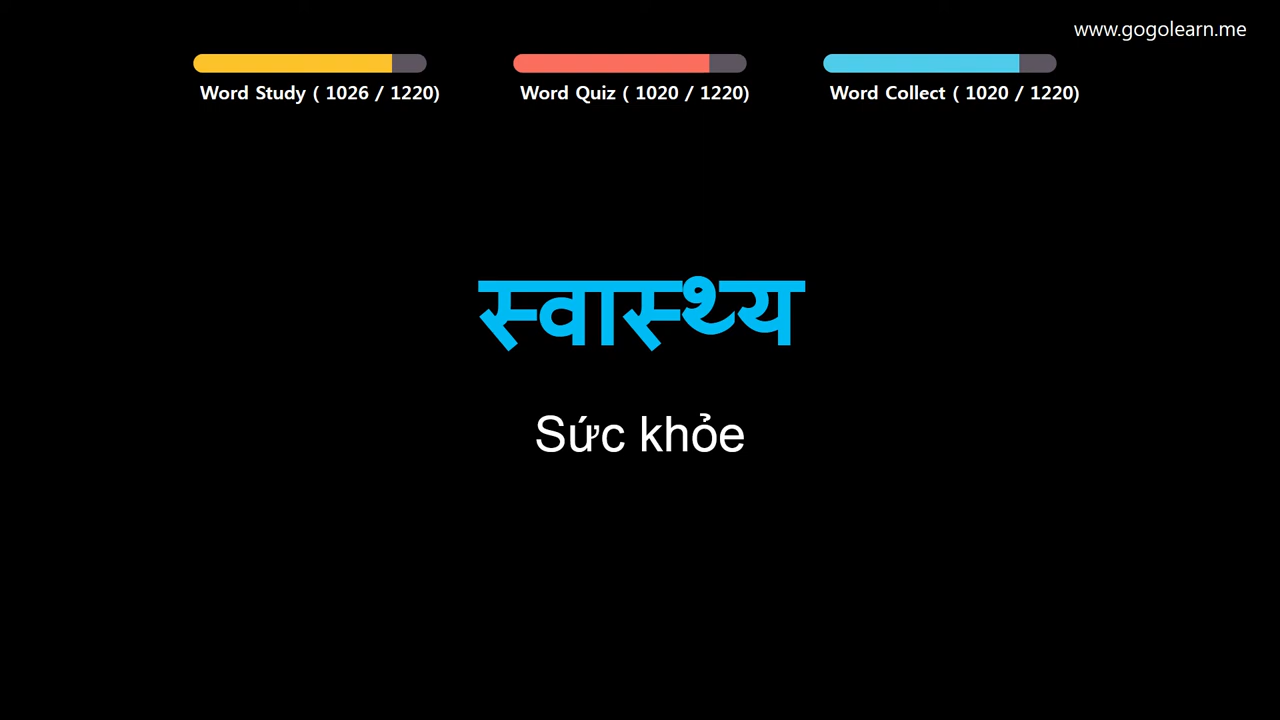 www.gogolearn.me
Word Study ( 1026 / 1220)
Word Quiz ( 1020 / 1220)
Word Collect ( 1020 / 1220)
स्वास्थ्य
Sức khỏe